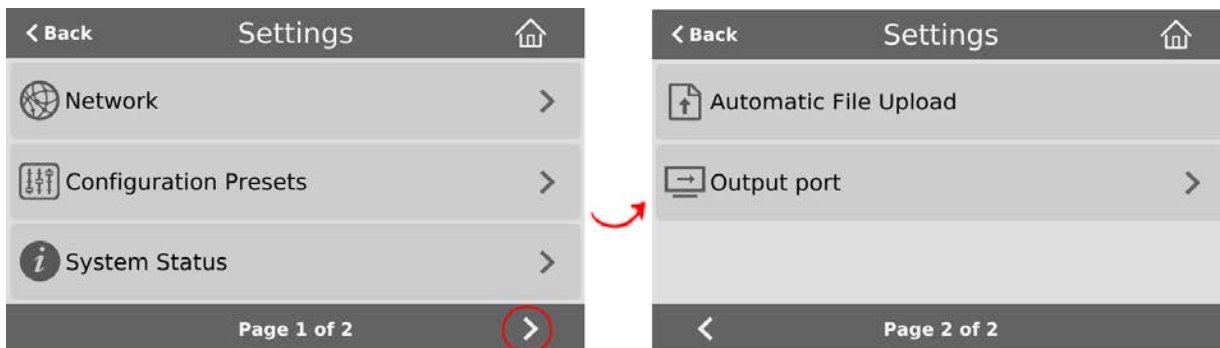 Back Settings
Network
Configuration Presets
System Status
Page 1 of 2
Back Settings
Automatic File Upload
Output port
Page 2 of 2